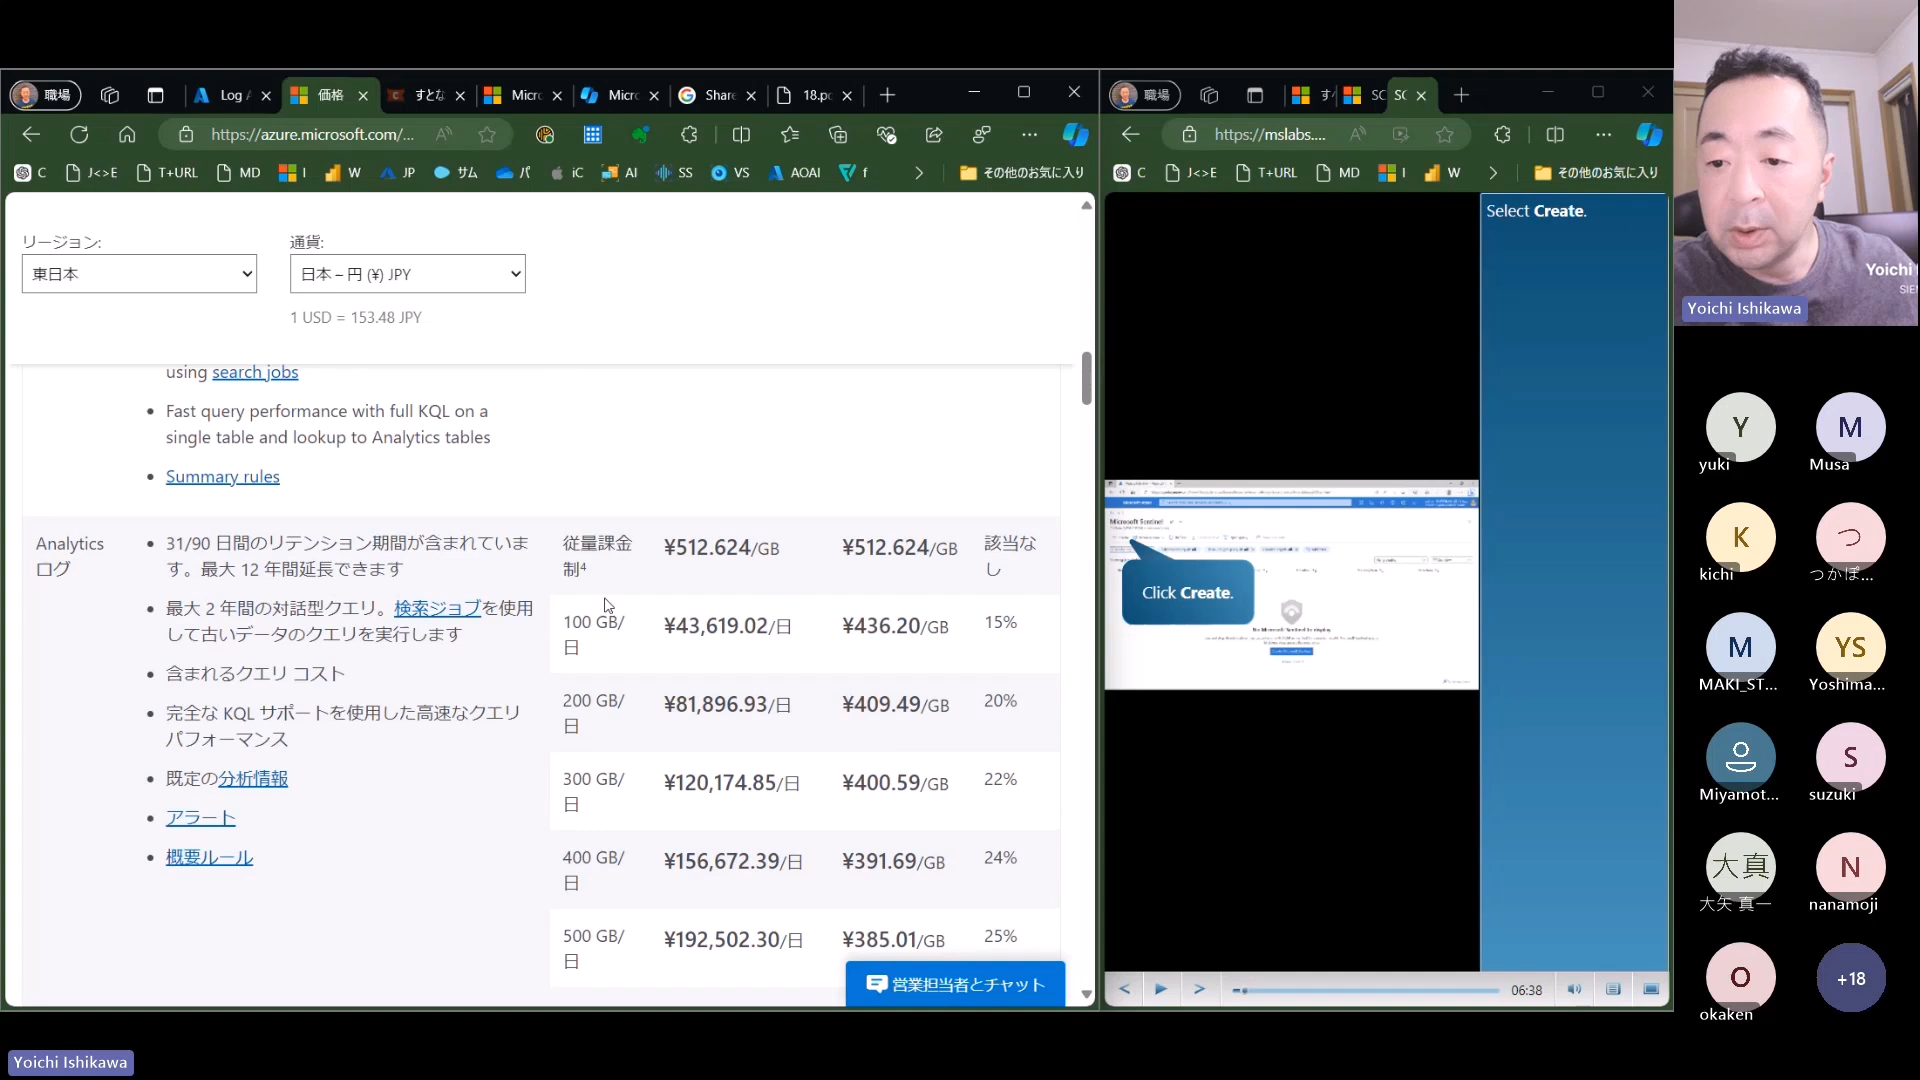 職場
Log A
価格
すとな
Micro
Micro
Share
18.pc
https://azure.microsoft.com/...
C
J<>E
T+URL
MD
I
W
JP
サム
パ
iC
AI
SS
VS
AOAI
f
その他のお気に入り
リージョン:
通貨:
東日本
日本 – 円 (¥) JPY
1 USD = 153.48 JPY
using search jobs
Fast query performance with full KQL on a
single table and lookup to Analytics tables
Summary rules
Analytics
ログ
31/90 日間のリテンション期間が含まれていま
す。最大 12 年間延長できます
最大 2 年間の対話型クエリ。検索ジョブを使用
して古いデータのクエリを実行します
含まれるクエリ コスト
完全な KQL サポートを使用した高速なクエリ
パフォーマンス
既定の分析情報
アラート
概要ルール
従量課金
制4
¥512.624/GB
¥512.624/GB
該当な
し
100 GB/
日
¥43,619.02/日
¥436.20/GB
15%
200 GB/
日
¥81,896.93/日
¥409.49/GB
20%
300 GB/
日
¥120,174.85/日
¥400.59/GB
22%
400 GB/
日
¥156,672.39/日
¥391.69/GB
24%
500 GB/
日
¥192,502.30/日
¥385.01/GB
25%
営業担当者とチャット
職場
SC
SC
https://mslabs....
C
J<>E
T+URL
MD
I
W
その他のお気に入り
Select Create.
Microsoft Sentinel
Click Create.
06:38
Yoichi
SIE
Yoichi Ishikawa
Y
yuki
M
Musa
K
kichi
つ
つかぽ...
M
MAKI_ST...
YS
Yoshima...
Miyamot...
S
suzuki
大真
大矢 真一
N
nanamoji
O
okaken
+18
Yoichi Ishikawa